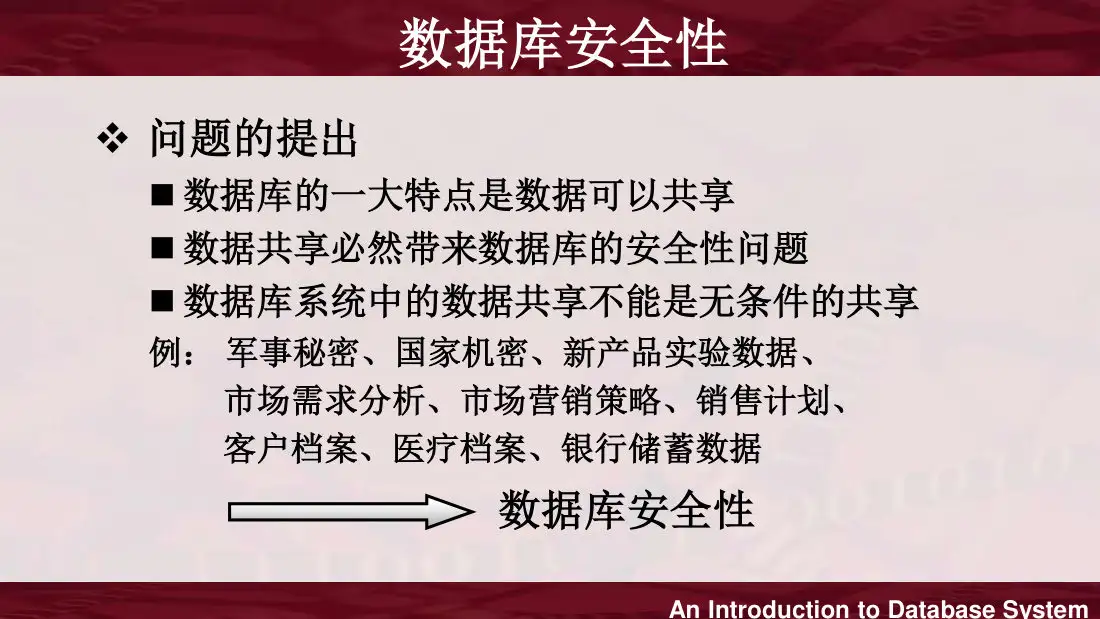 数据库安全性
❖ 问题的提出
■ 数据库的一大特点是数据可以共享
■ 数据共享必然带来数据库的安全性问题
■ 数据库系统中的数据共享不能是无条件的共享
例： 军事秘密、国家机密、新产品实验数据、
市场需求分析、市场营销策略、销售计划、
客户档案、医疗档案、银行储蓄数据
数据库安全性
An Introduction to Database System